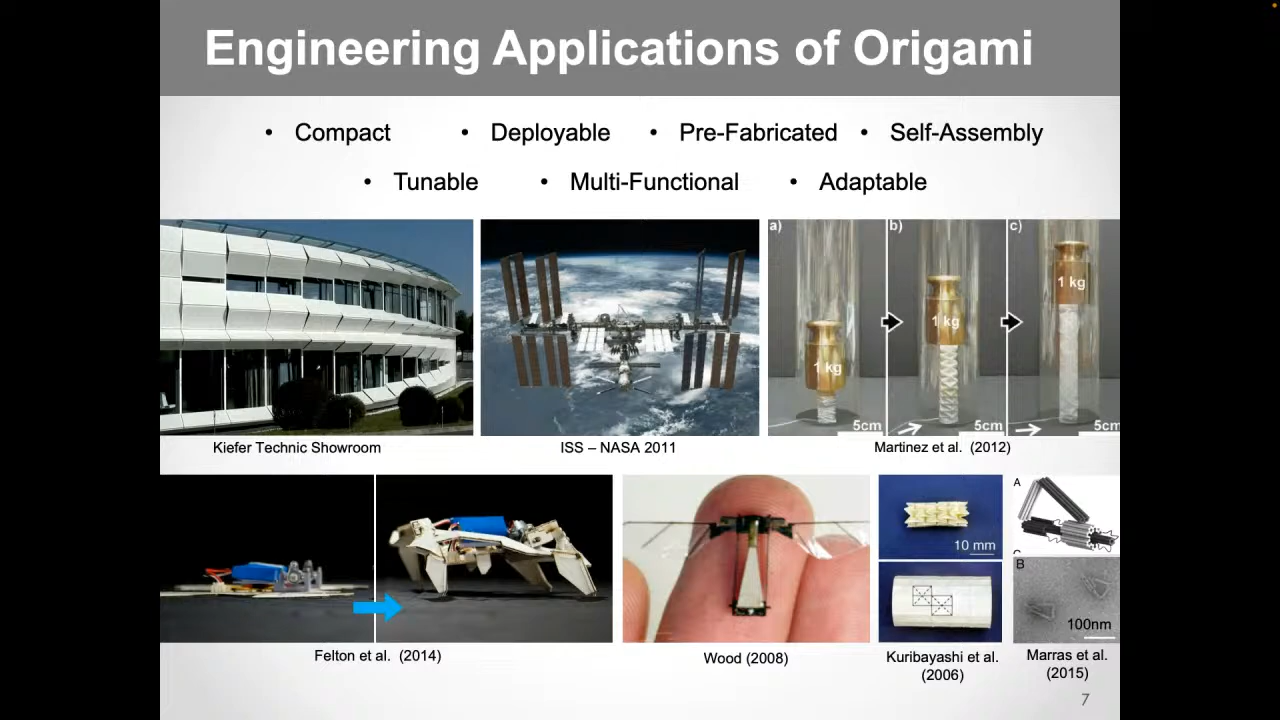 Engineering Applications of Origami
• Compact • Deployable • Pre-Fabricated • Self-Assembly
• Tunable • Multi-Functional • Adaptable
a) b) c)
1 kg 1 kg 1 kg
5cm 5cm 5cm
Kiefer Technic Showroom ISS – NASA 2011 Martinez et al. (2012)
A
10 mm
C
B
100nm
Felton et al. (2014) Wood (2008) Kuribayashi et al. (2006) Marras et al. (2015)
7